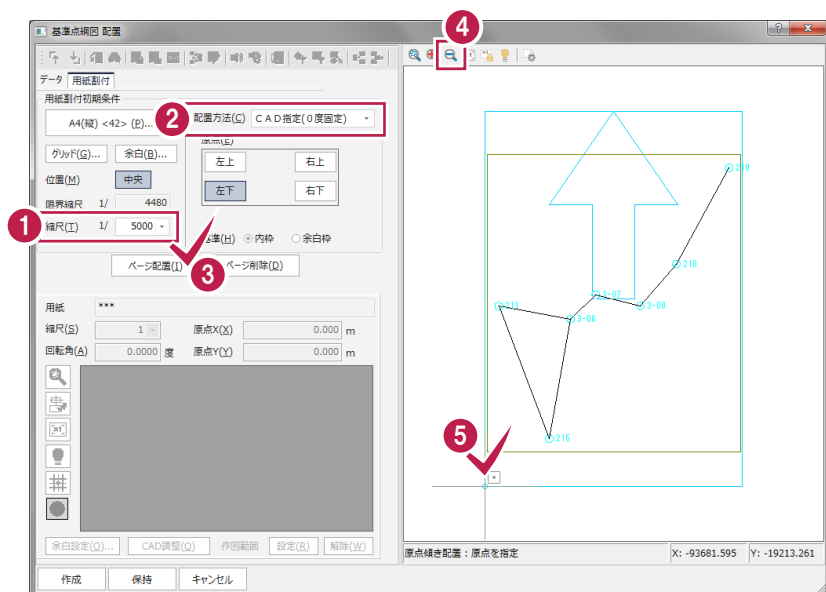 基準点網図 配置
4
データ 用紙割付
用紙割付初期条件
A4(縦) <42> (P)...
2
配置方法(C) CAD指定(0度固定)
原点(E)
グリッド(G)... 余白(B)...
左上 右上
位置(M) 中央
左下 右下
限界縮尺 1/ 4480
1
縮尺(T) 1/ 5000
基準(H) 内枠 余白枠
3
ページ配置(I) ページ削除(D)
用紙 ***
縮尺(S) 1 原点X(X) 0.000 m
回転角(A) 0.0000 度 原点Y(Y) 0.000 m
余白設定(O)... CAD調整(Q) 作図範囲 設定(R) 解除(W)
作成 保持 キャンセル
218
3-07
211
3-06
215
5
原点傾き配置：原点を指定
X: -93681.595 Y: -19213.261